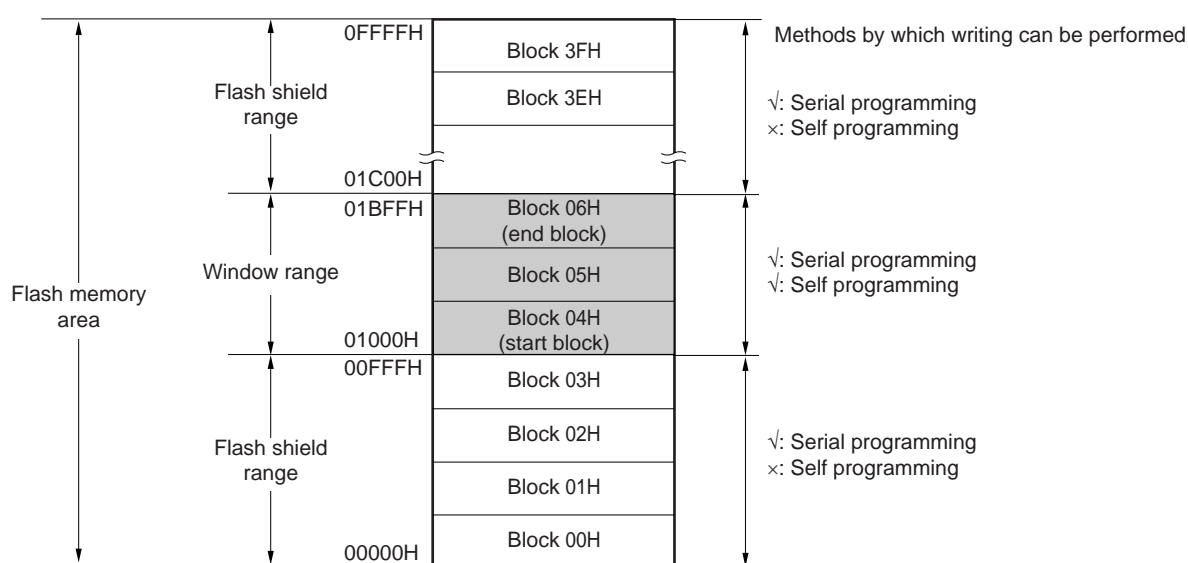 0FFFFH
Block 3FH
Methods by which writing can be performed
Flash shield
range
Block 3EH
√: Serial programming
×: Self programming
01C00H
01BFFH
Block 06H
(end block)
Window range
Block 05H
√: Serial programming
√: Self programming
Flash memory
area
Block 04H
(start block)
01000H
00FFFH
Block 03H
Flash shield
range
Block 02H
√: Serial programming
×: Self programming
Block 01H
Block 00H
00000H